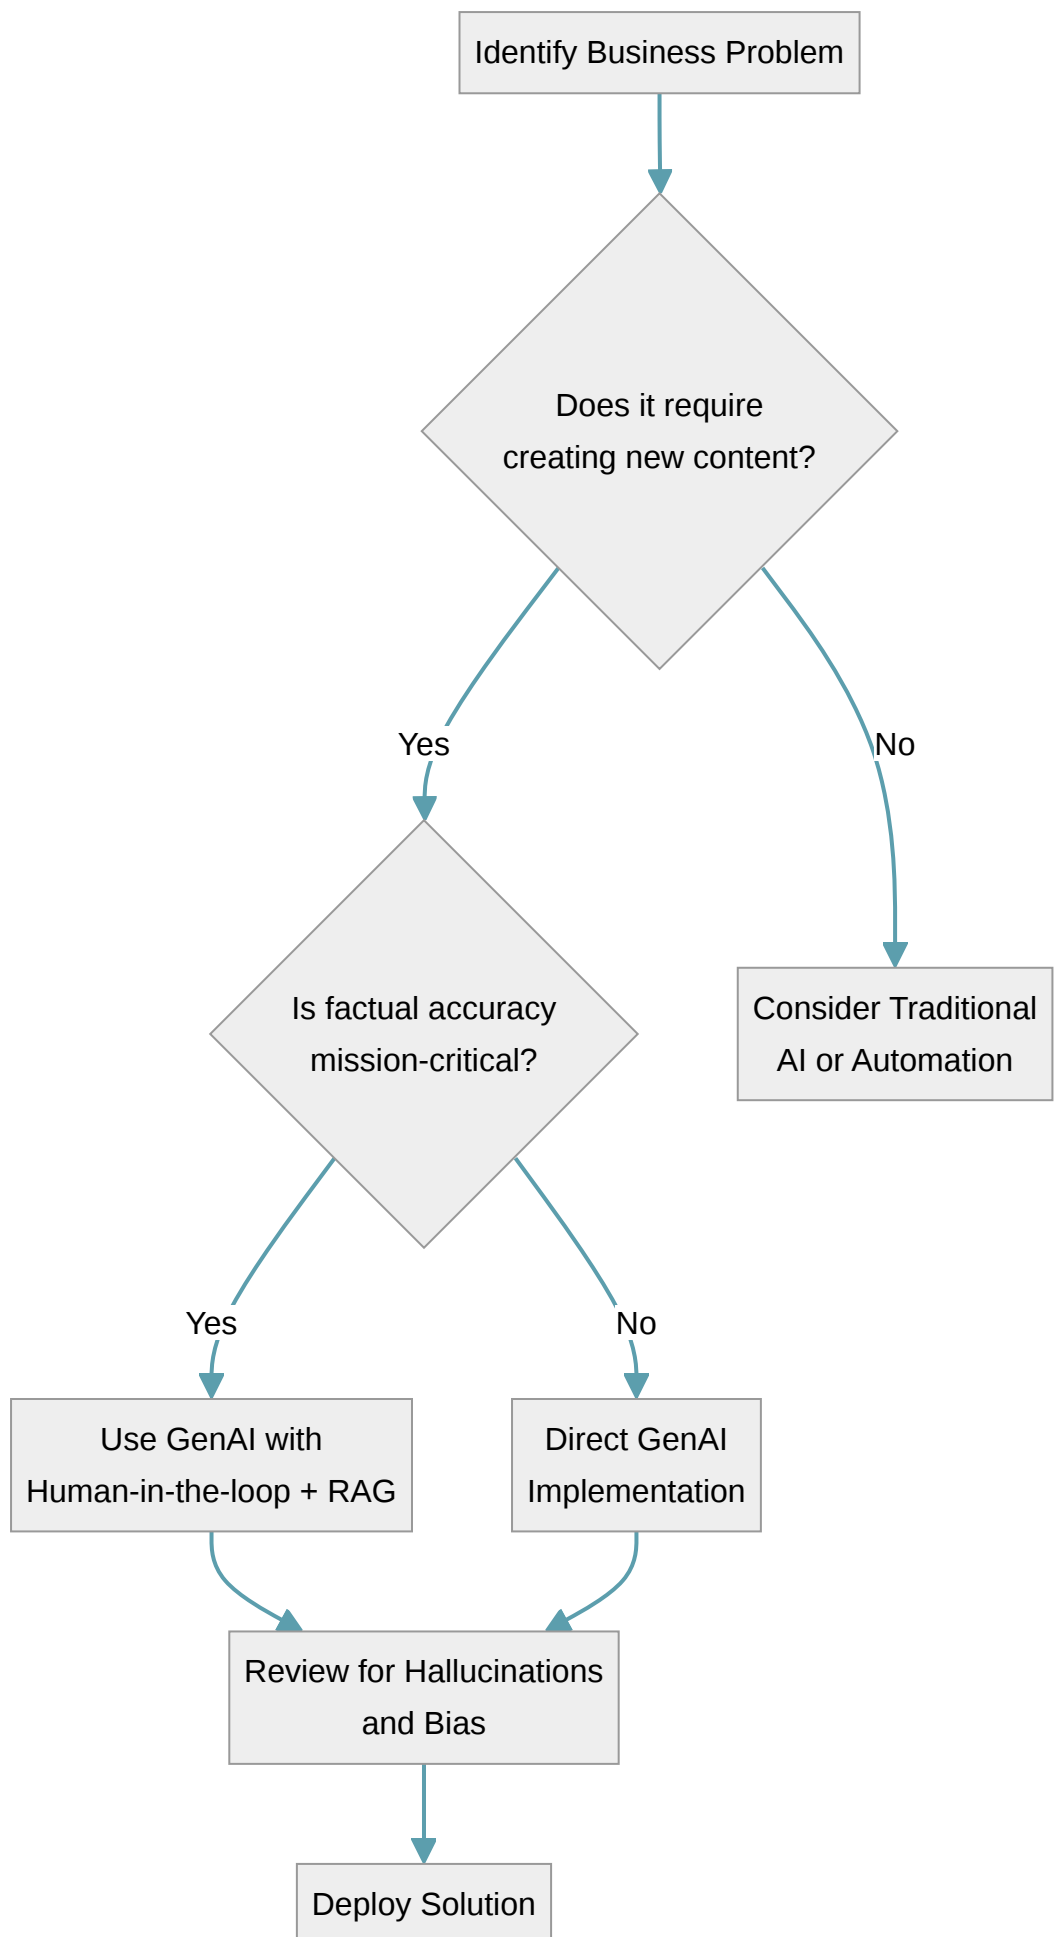 Identify Business Problem
Does it require
creating new content?
Yes
No
Is factual accuracy
mission-critical?
Consider Traditional
AI or Automation
Yes
No
Use GenAI with
Human-in-the-loop + RAG
Direct GenAI
Implementation
Review for Hallucinations
and Bias
Deploy Solution